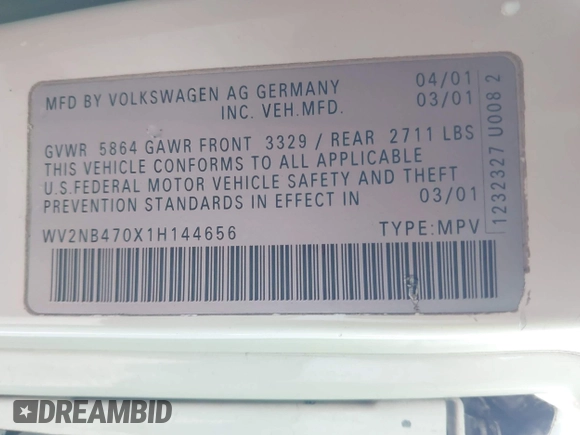 MFD BY VOLKSWAGEN AG GERMANY 04/01
INC. VEH.MFD. 03/01
GVWR 5864 GAWR FRONT 3329 / REAR 2711 LBS
THIS VEHICLE CONFORMS TO ALL APPLICABLE
U.S.FEDERAL MOTOR VEHICLE SAFETY AND THEFT
PREVENTION STANDARDS IN EFFECT IN 03/01
WV2NB470X1H144656 TYPE:MPV
1232327 U008 2
DREAMBID